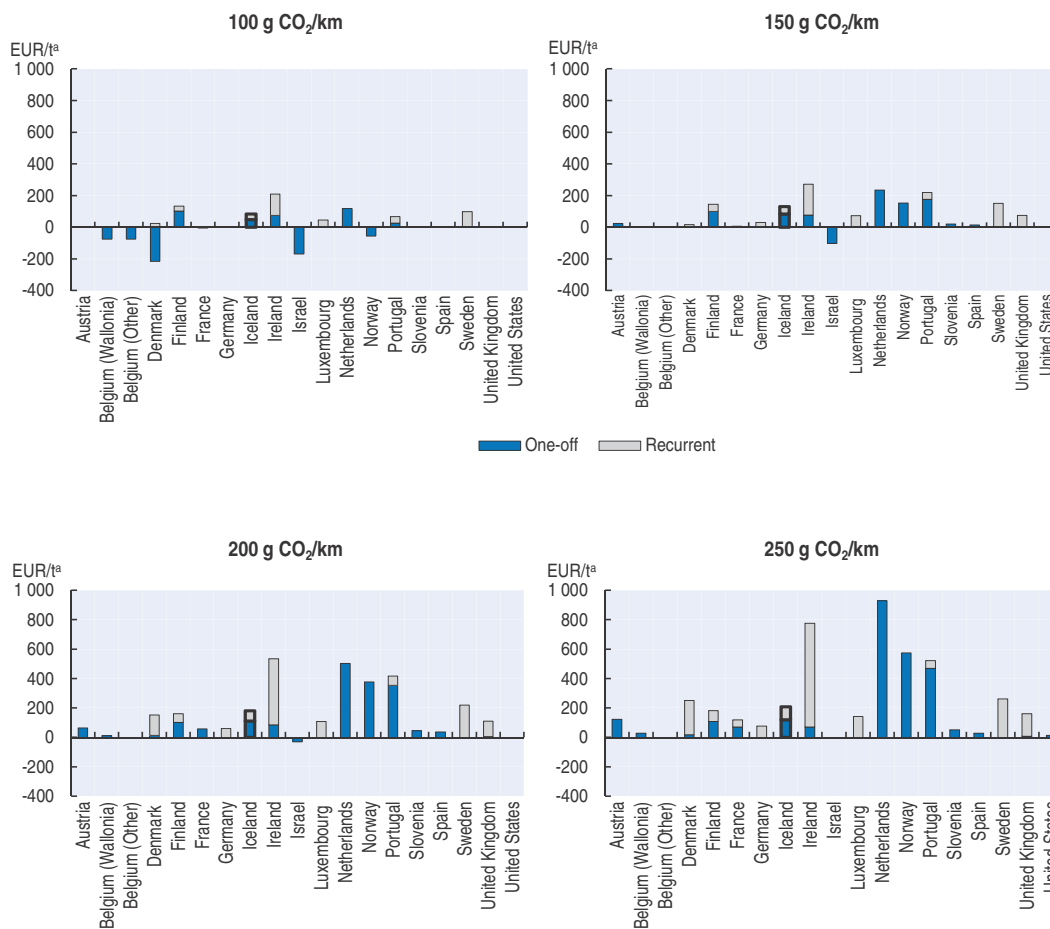 100 g CO₂/km
EUR/tᵃ
1 000
800
600
400
200
0
-200
-400
Austria
Belgium (Wallonia)
Belgium (Other)
Denmark
Finland
France
Germany
Iceland
Ireland
Israel
Luxembourg
Netherlands
Norway
Portugal
Slovenia
Spain
Sweden
United Kingdom
United States
150 g CO₂/km
EUR/tᵃ
1 000
800
600
400
200
0
-200
-400
Austria
Belgium (Wallonia)
Belgium (Other)
Denmark
Finland
France
Germany
Iceland
Ireland
Israel
Luxembourg
Netherlands
Norway
Portugal
Slovenia
Spain
Sweden
United Kingdom
United States
One-off
Recurrent
200 g CO₂/km
EUR/tᵃ
1 000
800
600
400
200
0
-200
-400
Austria
Belgium (Wallonia)
Belgium (Other)
Denmark
Finland
France
Germany
Iceland
Ireland
Israel
Luxembourg
Netherlands
Norway
Portugal
Slovenia
Spain
Sweden
United Kingdom
United States
250 g CO₂/km
EUR/tᵃ
1 000
800
600
400
200
0
-200
-400
Austria
Belgium (Wallonia)
Belgium (Other)
Denmark
Finland
France
Germany
Iceland
Ireland
Israel
Luxembourg
Netherlands
Norway
Portugal
Slovenia
Spain
Sweden
United Kingdom
United States